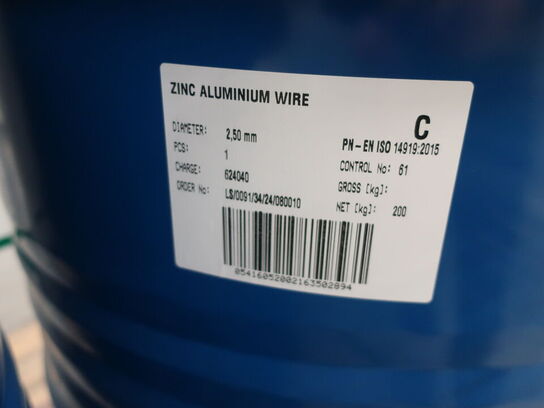 ZINC ALUMINIUM WIRE
C
DIAMETER: 2,50 mm
PN-EN ISO 14919:2015
PCS: 1
CONTROL No: 61
CHARGE: 624040
GROSS [kg]:
ORDER No: LS/0091/34/24/080010
NET [kg]: 200
05416052002163502894